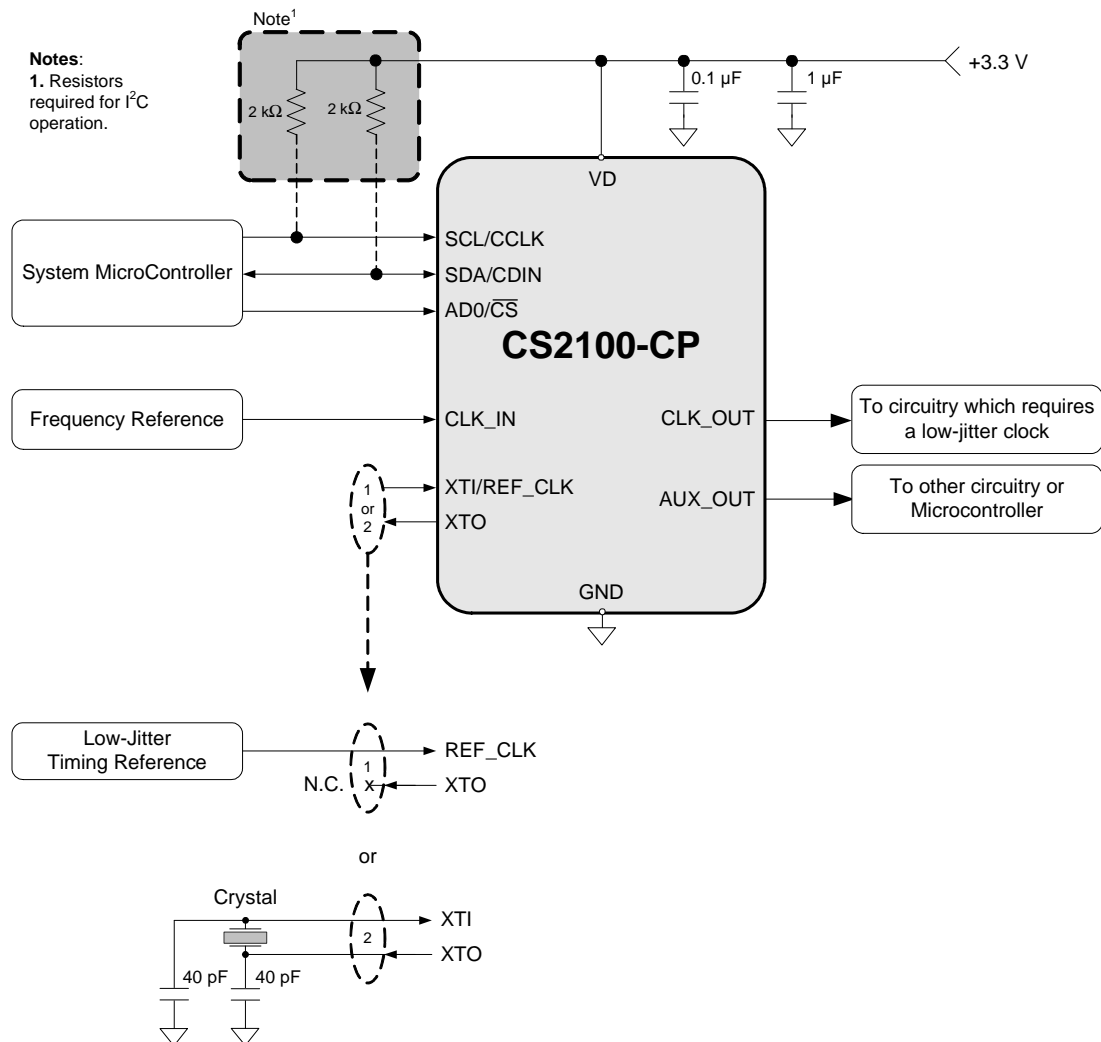 Note¹
Notes:
1. Resistors
required for I²C
operation.
+3.3 V
0.1 µF
1 µF
2 kΩ
2 kΩ
VD
System MicroController
SCL/CCLK
SDA/CDIN
AD0/C̅S̅
CS2100-CP
Frequency Reference
CLK_IN
CLK_OUT
To circuitry which requires
a low-jitter clock
1
or
2
XTI/REF_CLK
XTO
AUX_OUT
To other circuitry or
Microcontroller
GND
Low-Jitter
Timing Reference
1
REF_CLK
N.C.
x
XTO
or
Crystal
2
XTI
XTO
40 pF
40 pF